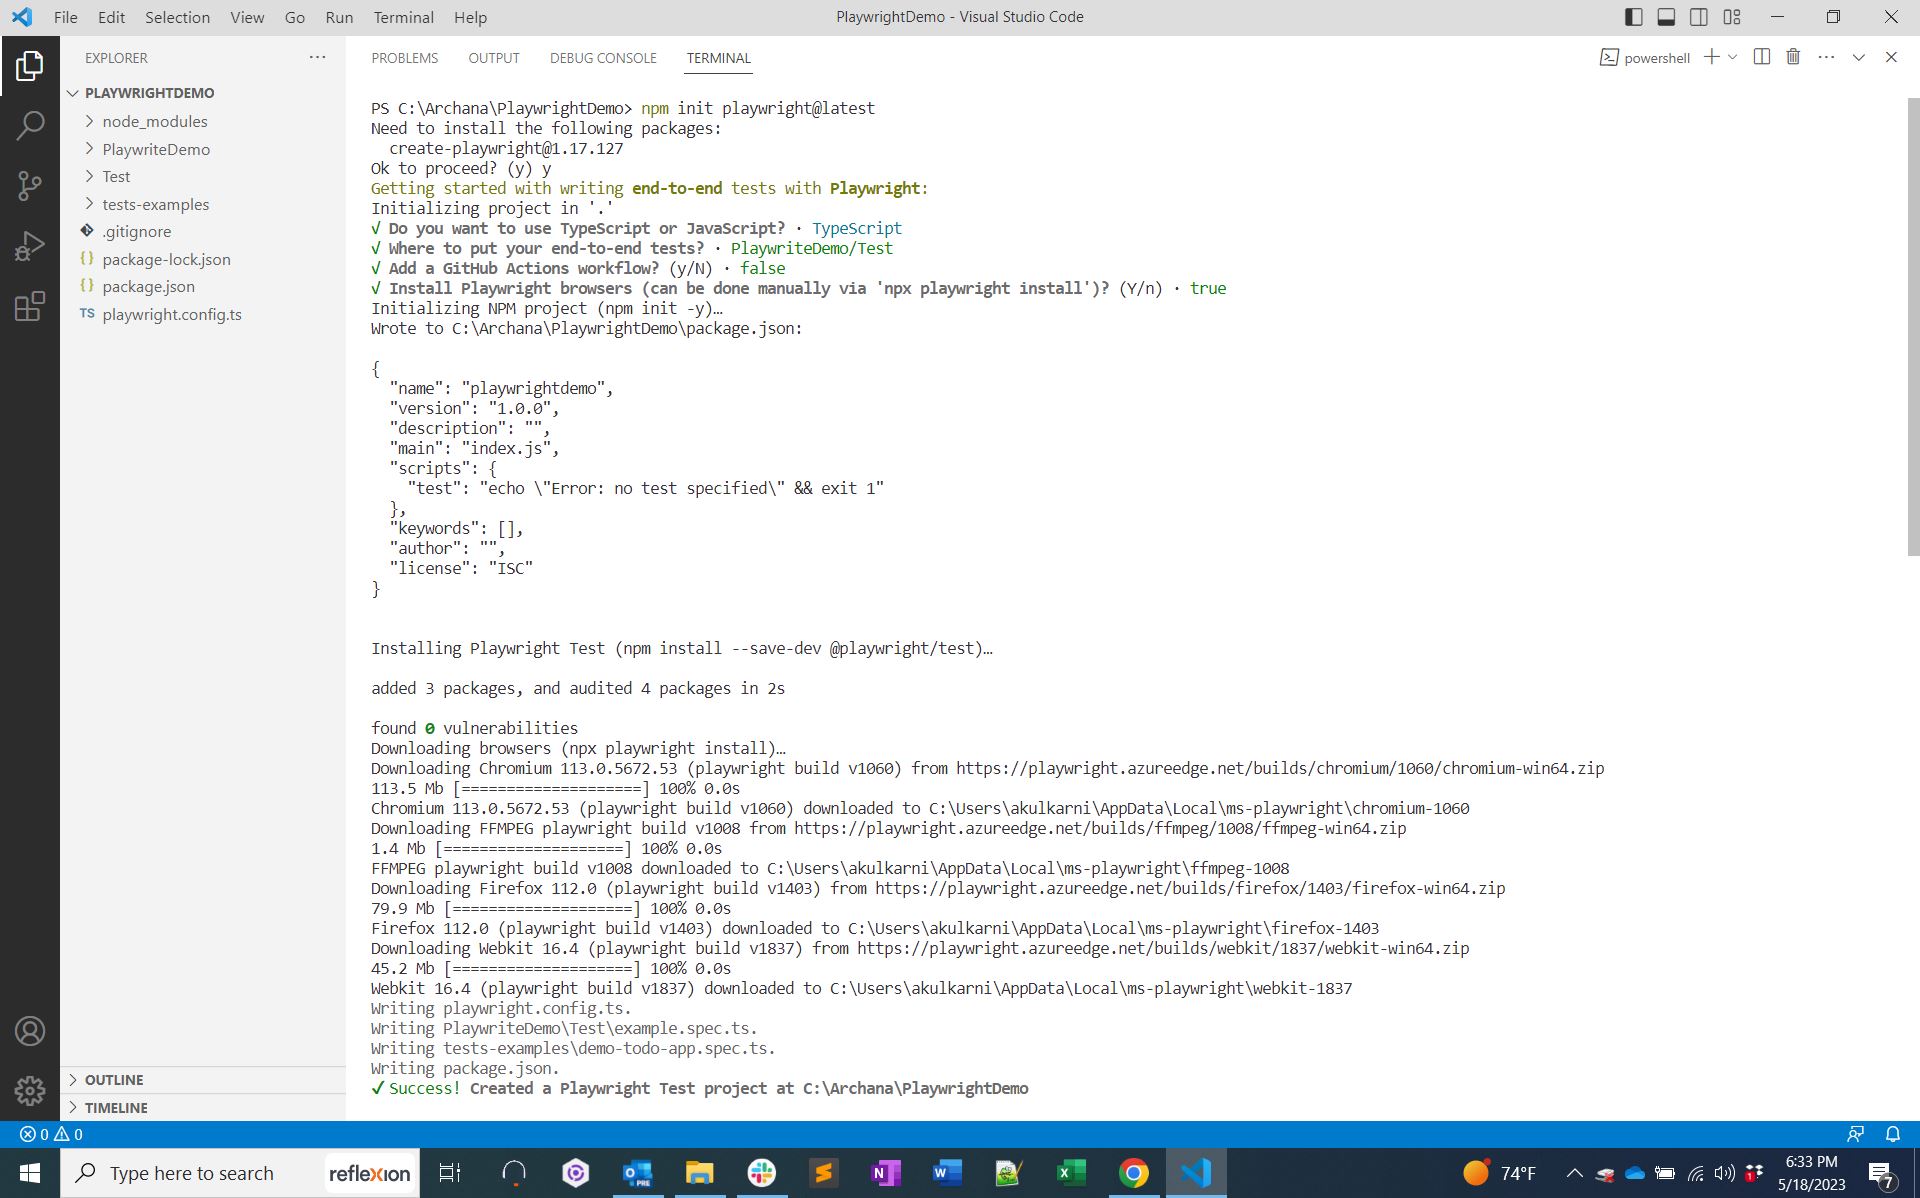 File Edit Selection View Go Run Terminal Help
PlaywrightDemo - Visual Studio Code
EXPLORER
PLAYWRIGHTDEMO
node_modules
PlaywriteDemo
Test
tests-examples
.gitignore
{} package-lock.json
{} package.json
TS playwright.config.ts
OUTLINE
TIMELINE
PROBLEMS OUTPUT DEBUG CONSOLE TERMINAL
powershell
PS C:\Archana\PlaywrightDemo> npm init playwright@latest
Need to install the following packages:
create-playwright@1.17.127
Ok to proceed? (y) y
Getting started with writing end-to-end tests with Playwright:
Initializing project in '.'
√ Do you want to use TypeScript or JavaScript? · TypeScript
√ Where to put your end-to-end tests? · PlaywriteDemo/Test
√ Add a GitHub Actions workflow? (y/N) · false
√ Install Playwright browsers (can be done manually via 'npx playwright install')? (Y/n) · true
Initializing NPM project (npm init -y)…
Wrote to C:\Archana\PlaywrightDemo\package.json:
{
"name": "playwrightdemo",
"version": "1.0.0",
"description": "",
"main": "index.js",
"scripts": {
"test": "echo \"Error: no test specified\" && exit 1"
},
"keywords": [],
"author": "",
"license": "ISC"
}
Installing Playwright Test (npm install --save-dev @playwright/test)…
added 3 packages, and audited 4 packages in 2s
found 0 vulnerabilities
Downloading browsers (npx playwright install)…
Downloading Chromium 113.0.5672.53 (playwright build v1060) from https://playwright.azureedge.net/builds/chromium/1060/chromium-win64.zip
113.5 Mb [====================] 100% 0.0s
Chromium 113.0.5672.53 (playwright build v1060) downloaded to C:\Users\akulkarni\AppData\Local\ms-playwright\chromium-1060
Downloading FFMPEG playwright build v1008 from https://playwright.azureedge.net/builds/ffmpeg/1008/ffmpeg-win64.zip
1.4 Mb [====================] 100% 0.0s
FFMPEG playwright build v1008 downloaded to C:\Users\akulkarni\AppData\Local\ms-playwright\ffmpeg-1008
Downloading Firefox 112.0 (playwright build v1403) from https://playwright.azureedge.net/builds/firefox/1403/firefox-win64.zip
79.9 Mb [====================] 100% 0.0s
Firefox 112.0 (playwright build v1403) downloaded to C:\Users\akulkarni\AppData\Local\ms-playwright\firefox-1403
Downloading Webkit 16.4 (playwright build v1837) from https://playwright.azureedge.net/builds/webkit/1837/webkit-win64.zip
45.2 Mb [====================] 100% 0.0s
Webkit 16.4 (playwright build v1837) downloaded to C:\Users\akulkarni\AppData\Local\ms-playwright\webkit-1837
Writing playwright.config.ts.
Writing PlaywriteDemo\Test\example.spec.ts.
Writing tests-examples\demo-todo-app.spec.ts.
Writing package.json.
✔ Success! Created a Playwright Test project at C:\Archana\PlaywrightDemo
0 0
Type here to search
reflexion
PRE
74°F
6:33 PM
5/18/2023
7